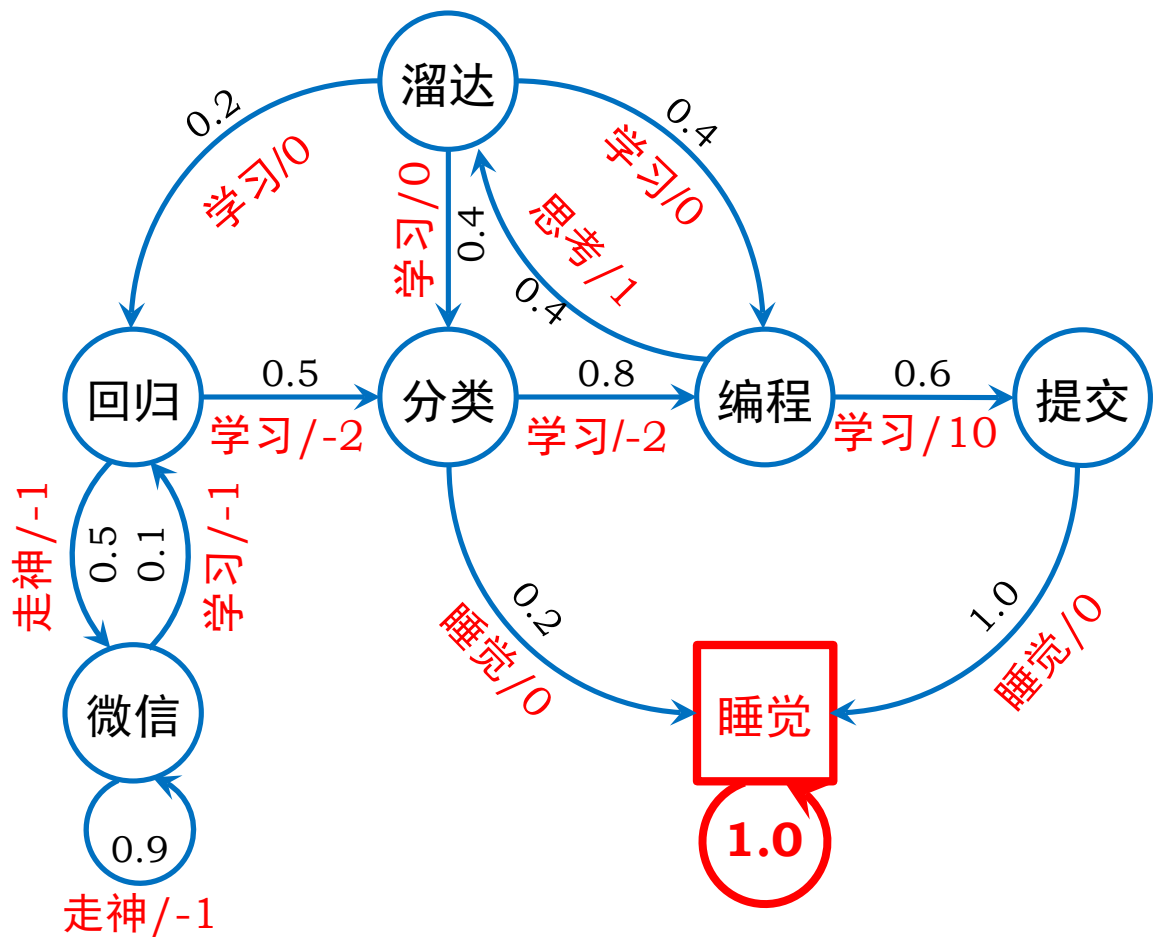 溜达
0.2
学习/0
学习/0
0.4
0.4
学习/0
思考/1
0.4
回归
0.5
学习/-2
分类
0.8
学习/-2
编程
0.6
学习/10
提交
走神/-1
0.5
0.1
学习/-1
0.2
睡觉/0
1.0
睡觉/0
微信
睡觉
0.9
走神/-1
1.0